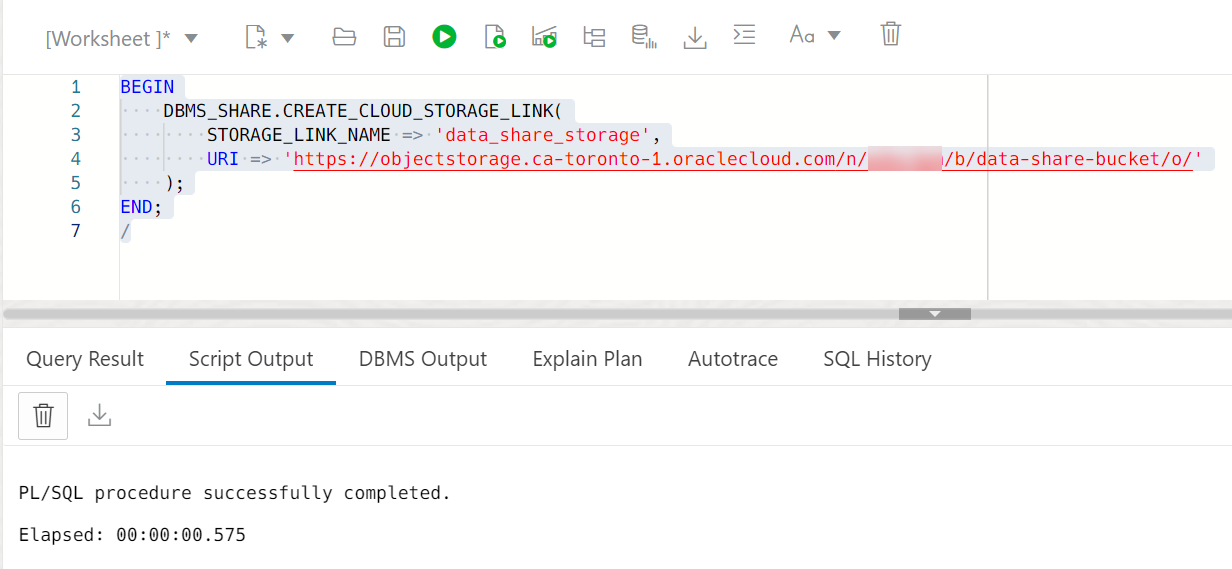 [Worksheet ]*
Aa
1 BEGIN
2 DBMS_SHARE.CREATE_CLOUD_STORAGE_LINK(
3 STORAGE_LINK_NAME => 'data_share_storage',
4 URI => 'https://objectstorage.ca-toronto-1.oraclecloud.com/n/ /b/data-share-bucket/o/'
5 );
6 END;
7 /
Query Result Script Output DBMS Output Explain Plan Autotrace SQL History
PL/SQL procedure successfully completed.
Elapsed: 00:00:00.575